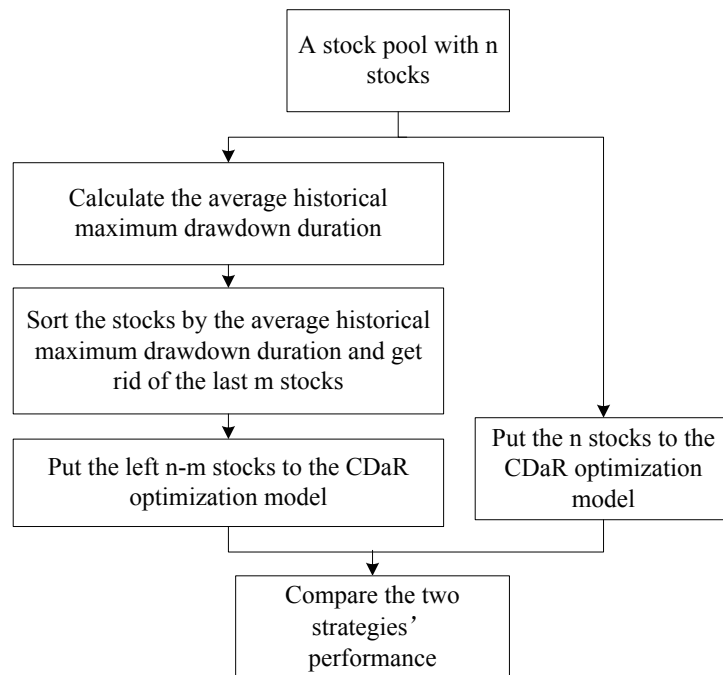 A stock pool with n
stocks
Calculate the average historical
maximum drawdown duration
Sort the stocks by the average historical
maximum drawdown duration and get
rid of the last m stocks
Put the left n-m stocks to the CDaR
optimization model
Put the n stocks to the
CDaR optimization
model
Compare the two
strategies’
performance